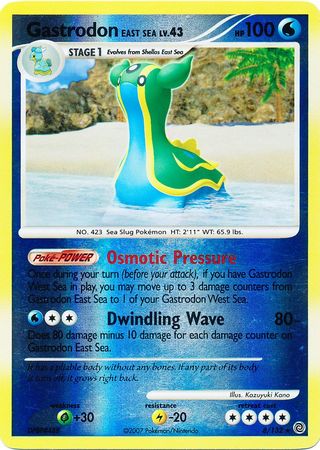 Gastrodon EAST SEA LV.43 HP 100
STAGE 1 Evolves from Shellos East Sea
NO. 423 Sea Slug Pokémon HT: 2'11" WT: 65.9 lbs.
Poké-POWER Osmotic Pressure
Once during your turn (before your attack), if you have Gastrodon
West Sea in play, you may move up to 3 damage counters from
Gastrodon East Sea to 1 of your Gastrodon West Sea.
Dwindling Wave 80-
Does 80 damage minus 10 damage for each damage counter on
Gastrodon East Sea.
It has a pliable body without any bones. If any part of its body
is torn off, it grows right back.
Illus. Kazuyuki Kano
weakness resistance retreat cost
+30 -20
©2007 Pokémon/Nintendo